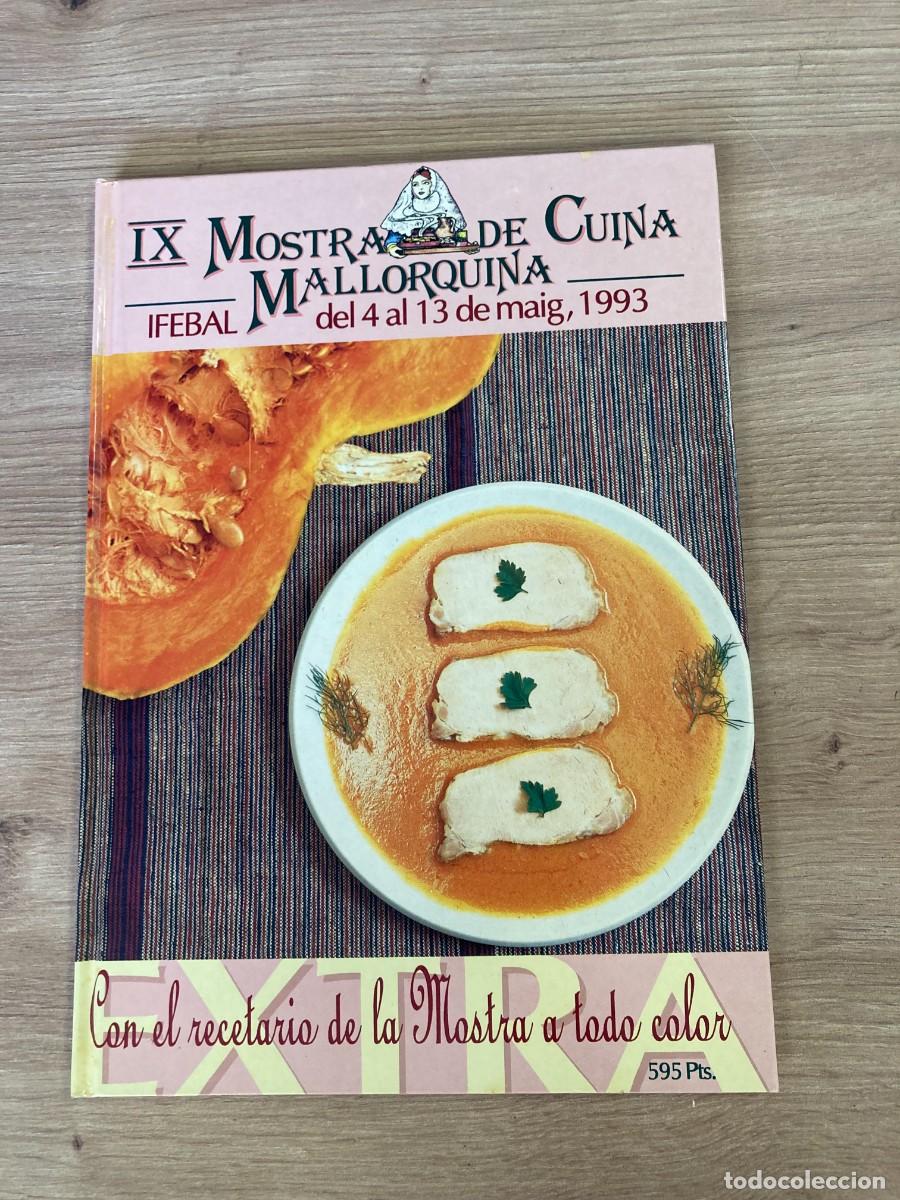 IX MOSTRA DE CUINA
MALLORQUINA
IFEBAL del 4 al 13 de maig, 1993
EXTRA
Con el recetario de la Mostra a todo color
595 Pts.
todocoleccion